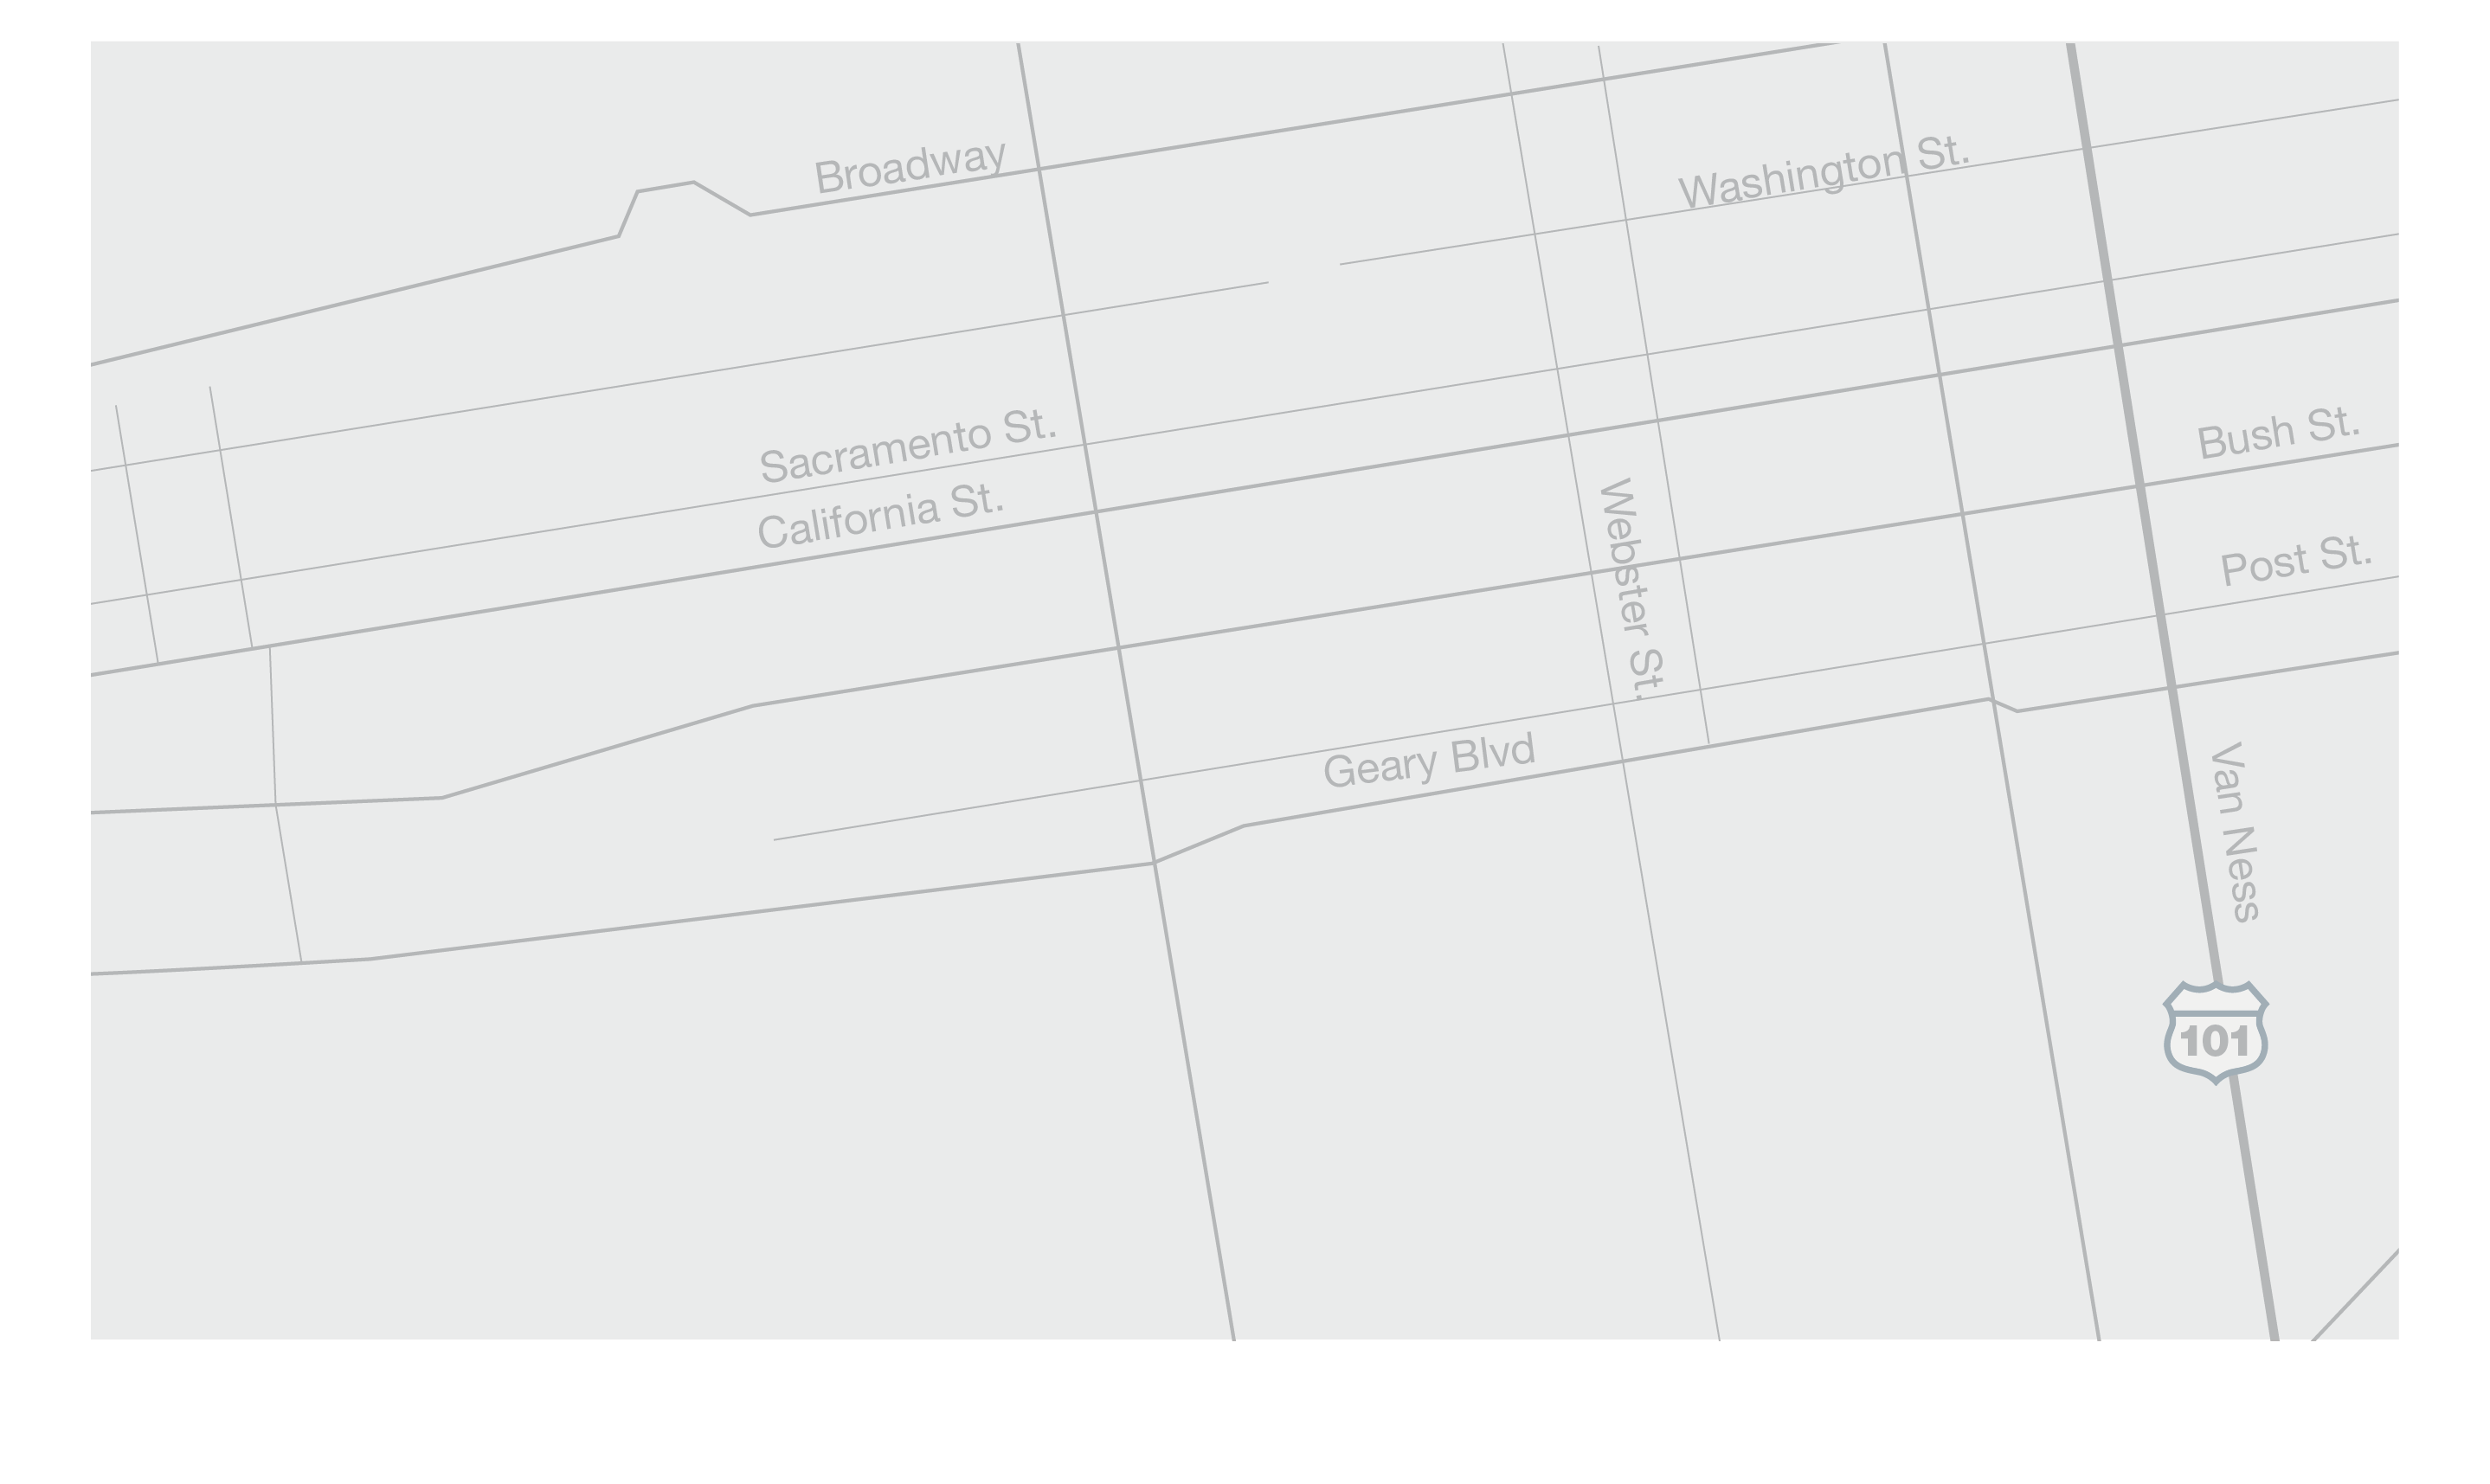 Broadway
Washington St.
Sacramento St.
California St.
Bush St.
Webster St.
Post St.
Geary Blvd
Van Ness
101